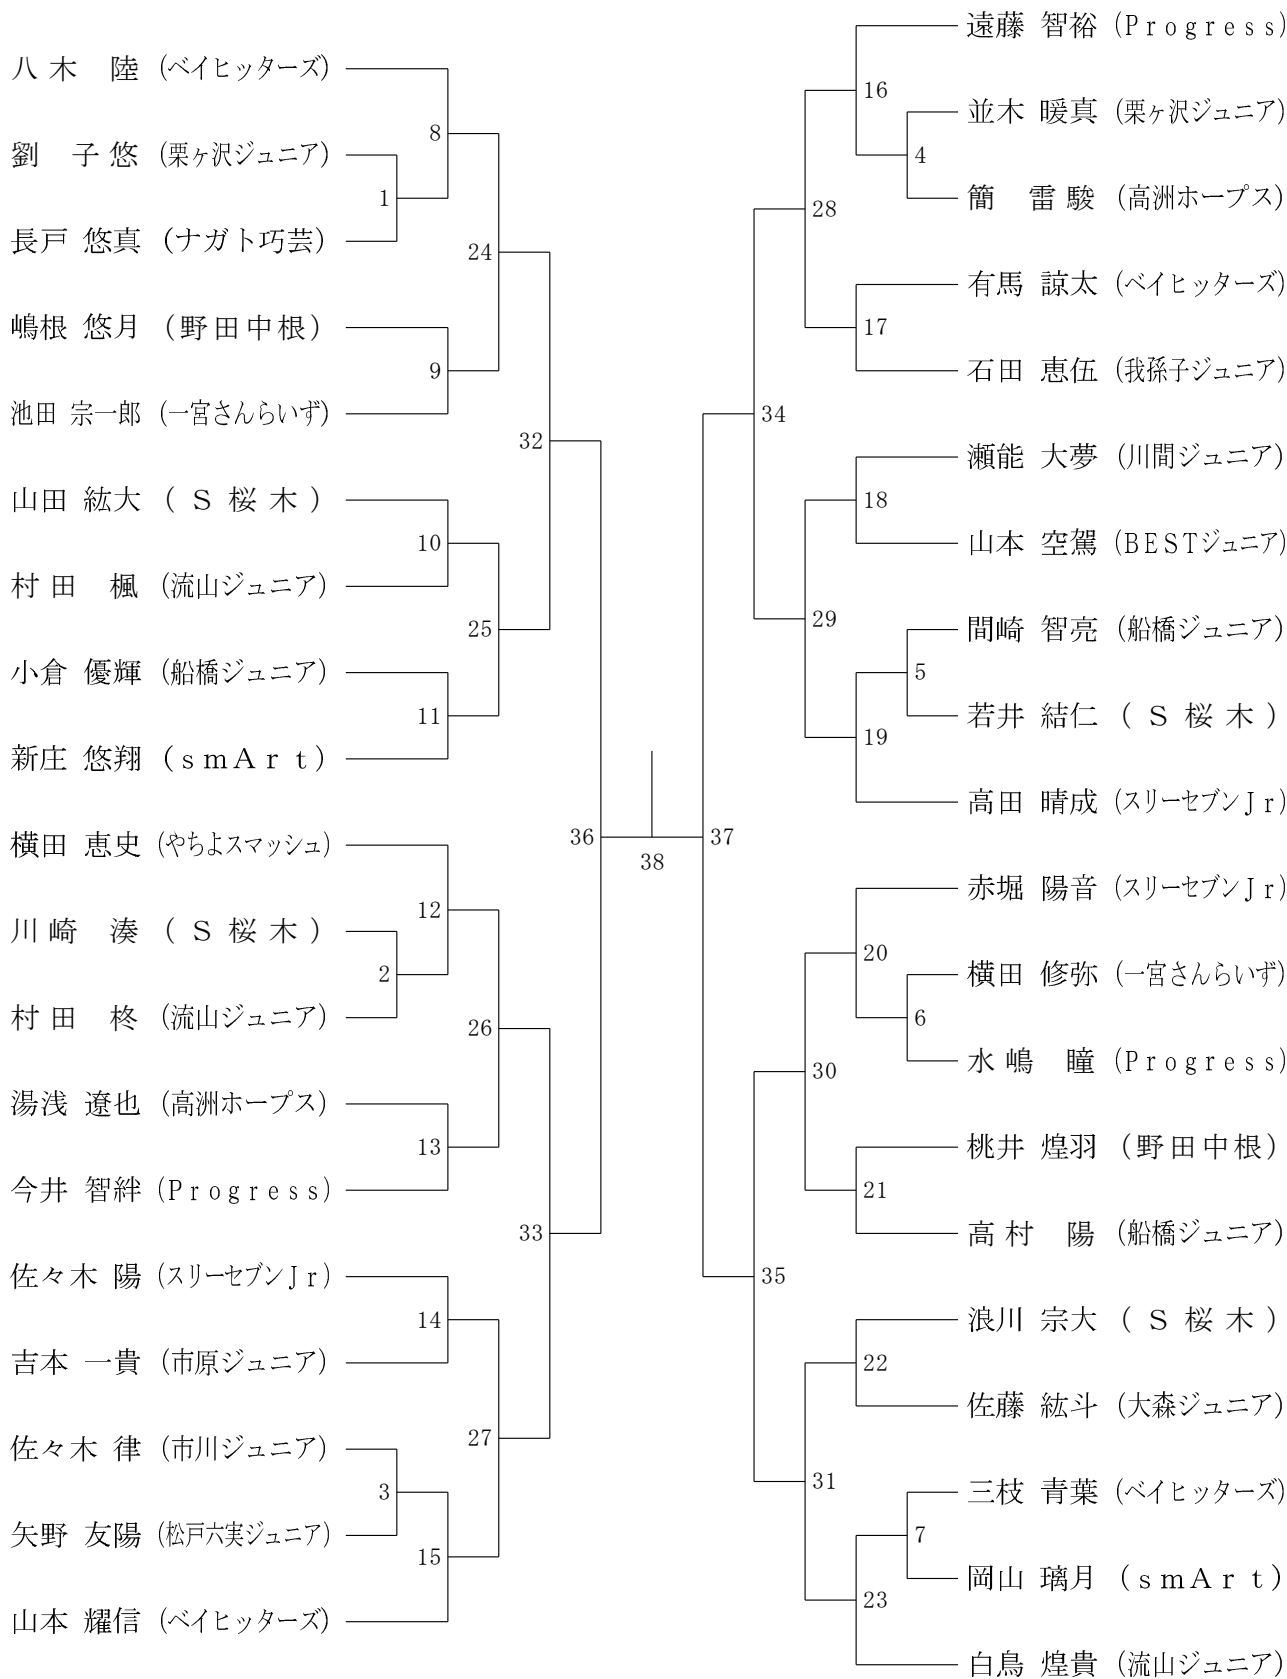 八木 陸 (ベイヒッターズ)
劉 子悠 (栗ヶ沢ジュニア)
長戸 悠真 (ナガト巧芸)
嶋根 悠月 (野田中根)
池田 宗一郎 (一宮さんらいず)
山田 紘大 (S桜木)
村田 楓 (流山ジュニア)
小倉 優輝 (船橋ジュニア)
新庄 悠翔 (smArt)
横田 恵史 (やちよスマッシュ)
川崎 湊 (S桜木)
村田 柊 (流山ジュニア)
湯浅 遼也 (高洲ホープス)
今井 智絆 (Progress)
佐々木 陽 (スリーセブンJr)
吉本 一貴 (市原ジュニア)
佐々木 律 (市川ジュニア)
矢野 友陽 (松戸六実ジュニア)
山本 耀信 (ベイヒッターズ)
1
2
3
8
9
10
11
12
13
14
15
24
25
26
27
32
33
36
38
37
34
35
28
29
30
31
16
17
18
19
20
21
22
23
4
5
6
7
遠藤 智裕 (Progress)
並木 暖真 (栗ヶ沢ジュニア)
簡 雷駿 (高洲ホープス)
有馬 諒太 (ベイヒッターズ)
石田 恵伍 (我孫子ジュニア)
瀬能 大夢 (川間ジュニア)
山本 空駕 (BESTジュニア)
間崎 智亮 (船橋ジュニア)
若井 結仁 (S桜木)
高田 晴成 (スリーセブンJr)
赤堀 陽音 (スリーセブンJr)
横田 修弥 (一宮さんらいず)
水嶋 瞳 (Progress)
桃井 煌羽 (野田中根)
高村 陽 (船橋ジュニア)
浪川 宗大 (S桜木)
佐藤 紘斗 (大森ジュニア)
三枝 青葉 (ベイヒッターズ)
岡山 璃月 (smArt)
白鳥 煌貴 (流山ジュニア)